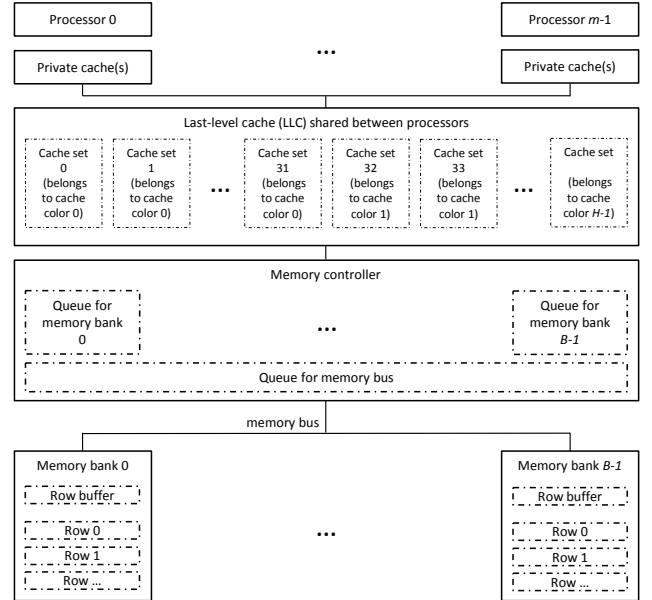 Processor 0
Processor m-1
...
Private cache(s)
Private cache(s)
Last-level cache (LLC) shared between processors
Cache set
0
(belongs
to cache
color 0)
Cache set
1
(belongs
to cache
color 0)
...
Cache set
31
(belongs
to cache
color 0)
Cache set
32
(belongs
to cache
color 1)
Cache set
33
(belongs
to cache
color 1)
...
Cache set
(belongs
to cache
color H-1)
Memory controller
Queue for
memory bank
0
...
Queue for
memory bank
B-1
Queue for memory bus
memory bus
Memory bank 0
Row buffer
Row 0
Row 1
Row ...
...
Memory bank B-1
Row buffer
Row 0
Row 1
Row ...